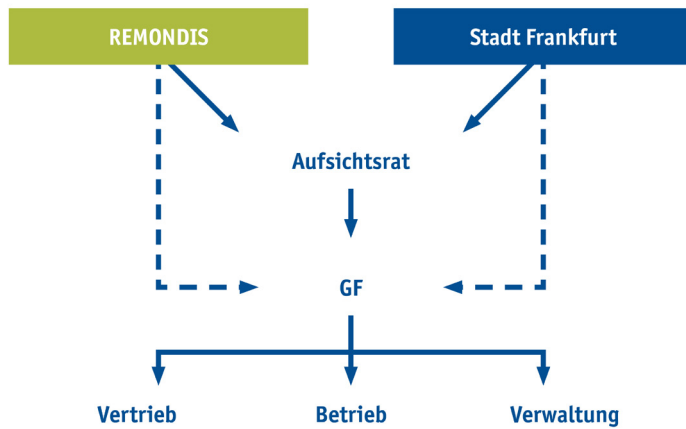 REMONDIS
Stadt Frankfurt
Aufsichtsrat
GF
Vertrieb
Betrieb
Verwaltung